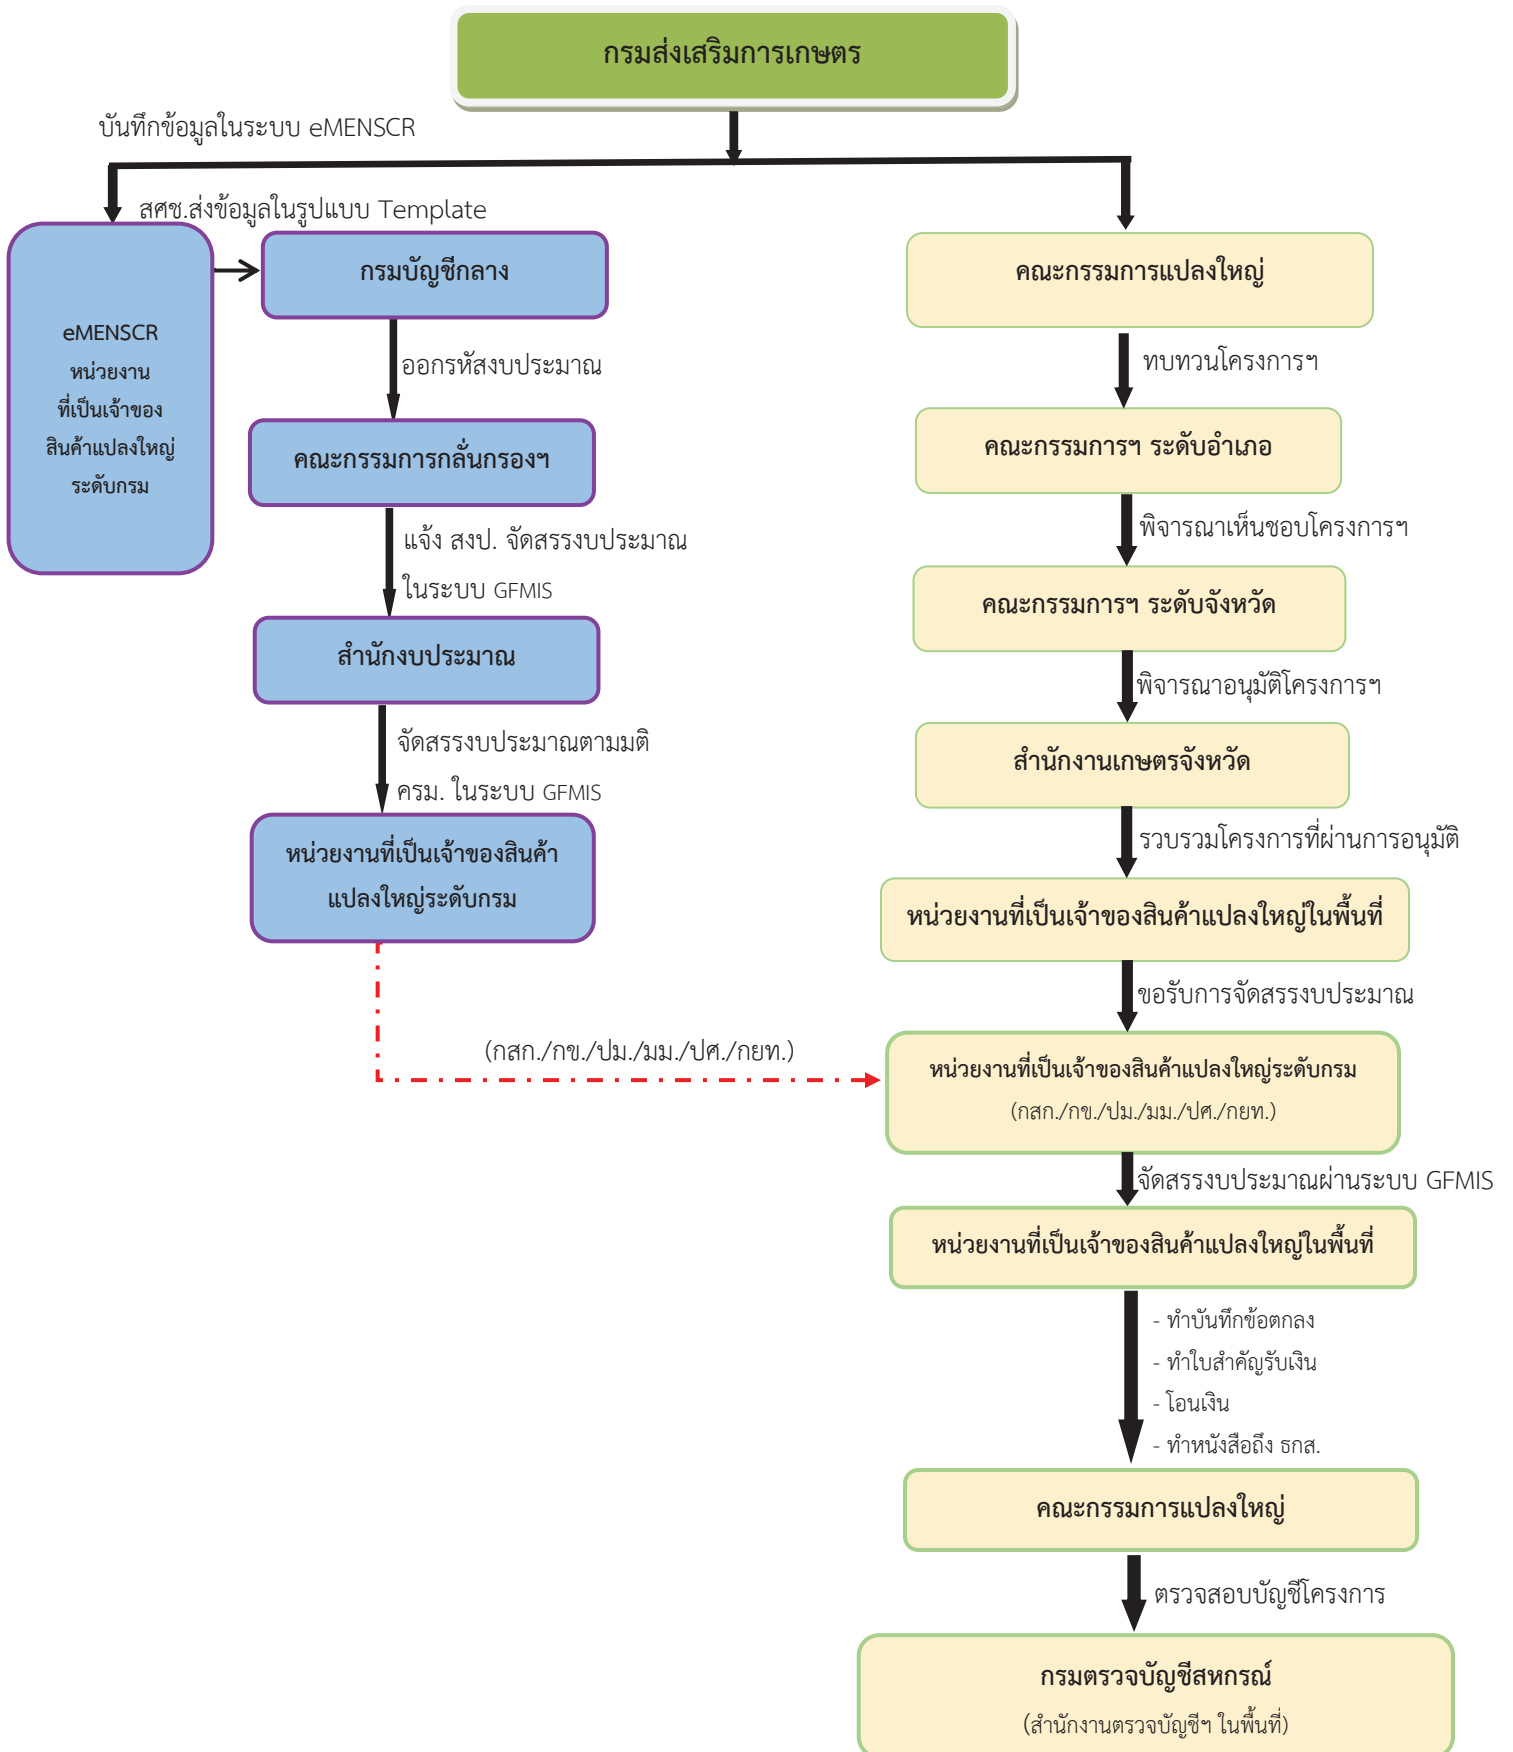 กรมส่งเสริมการเกษตร
บันทึกข้อมูลในระบบ eMENSCR
สศช.ส่งข้อมูลในรูปแบบ Template
eMENSCR
หน่วยงาน
ที่เป็นเจ้าของ
สินค้าแปลงใหญ่
ระดับกรม
กรมบัญชีกลาง
ออกรหัสงบประมาณ
คณะกรรมการกลั่นกรองฯ
แจ้ง สงป. จัดสรรงบประมาณ
ในระบบ GFMIS
สำนักงบประมาณ
จัดสรรงบประมาณตามมติ
ครม. ในระบบ GFMIS
หน่วยงานที่เป็นเจ้าของสินค้า
แปลงใหญ่ระดับกรม
(กสก./กข./ปม./มม./ปศ./กยท.)
คณะกรรมการแปลงใหญ่
ทบทวนโครงการฯ
คณะกรรมการฯ ระดับอำเภอ
พิจารณาเห็นชอบโครงการฯ
คณะกรรมการฯ ระดับจังหวัด
พิจารณาอนุมัติโครงการฯ
สำนักงานเกษตรจังหวัด
รวบรวมโครงการที่ผ่านการอนุมัติ
หน่วยงานที่เป็นเจ้าของสินค้าแปลงใหญ่ในพื้นที่
ขอรับการจัดสรรงบประมาณ
หน่วยงานที่เป็นเจ้าของสินค้าแปลงใหญ่ระดับกรม
(กสก./กข./ปม./มม./ปศ./กยท.)
จัดสรรงบประมาณผ่านระบบ GFMIS
หน่วยงานที่เป็นเจ้าของสินค้าแปลงใหญ่ในพื้นที่
- ทำบันทึกข้อตกลง
- ทำใบสำคัญรับเงิน
- โอนเงิน
- ทำหนังสือถึง ธกส.
คณะกรรมการแปลงใหญ่
ตรวจสอบบัญชีโครงการ
กรมตรวจบัญชีสหกรณ์
(สำนักงานตรวจบัญชีฯ ในพื้นที่)